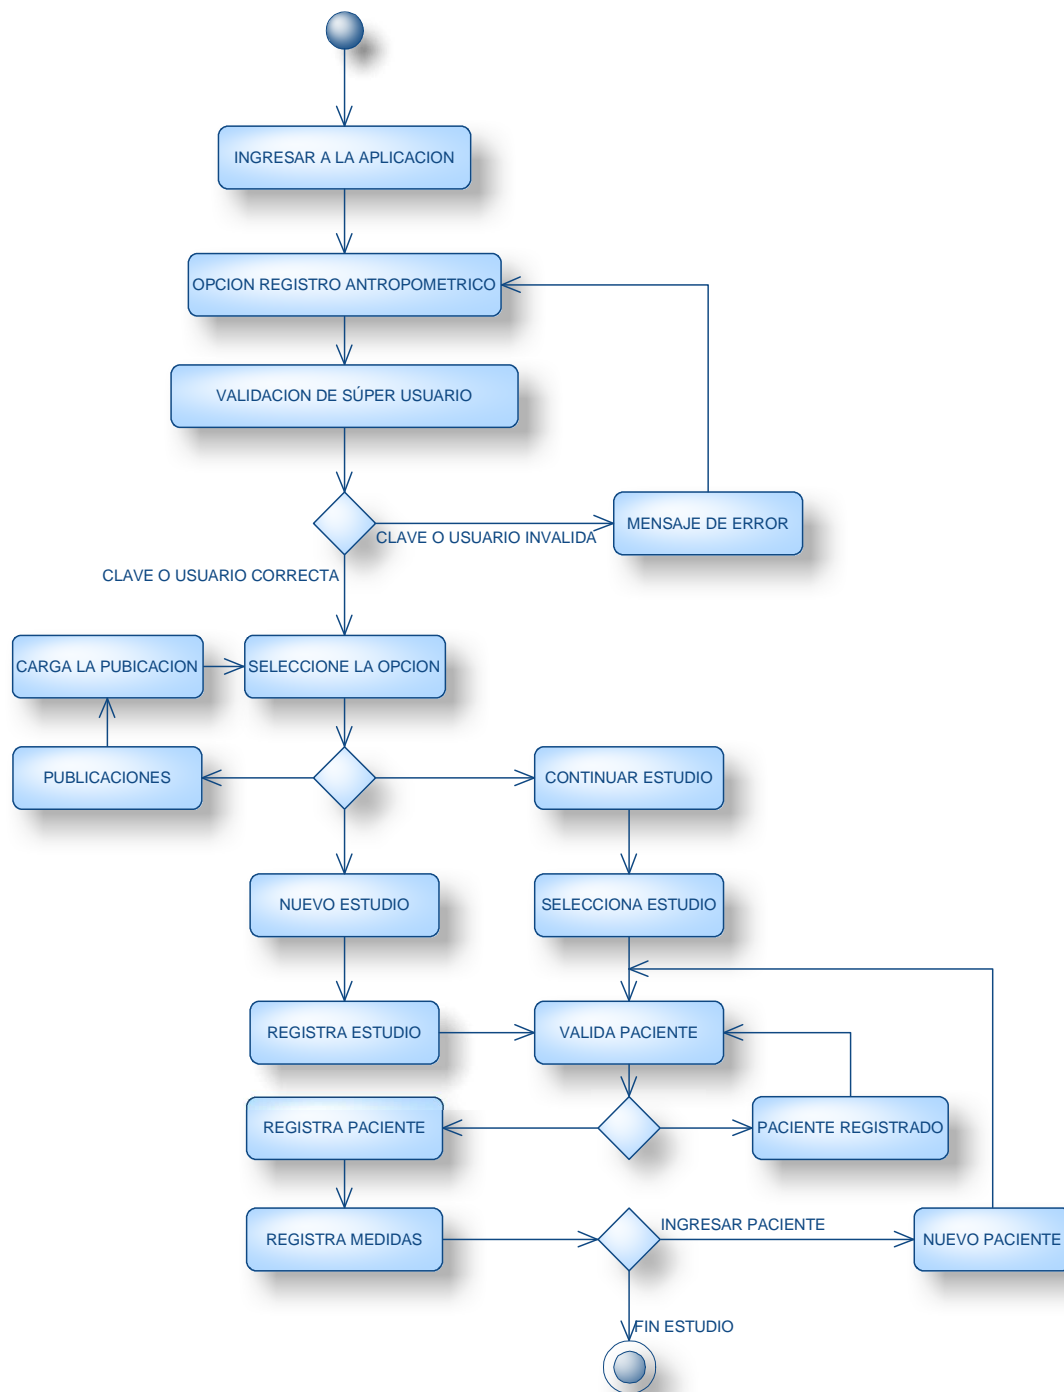 INGRESAR A LA APLICACION
OPCION REGISTRO ANTROPOMETRICO
VALIDACION DE SÚPER USUARIO
MENSAJE DE ERROR
CLAVE O USUARIO INVALIDA
CLAVE O USUARIO CORRECTA
CARGA LA PUBICACION
SELECCIONE LA OPCION
PUBLICACIONES
CONTINUAR ESTUDIO
NUEVO ESTUDIO
SELECCIONA ESTUDIO
REGISTRA ESTUDIO
VALIDA PACIENTE
REGISTRA PACIENTE
PACIENTE REGISTRADO
INGRESAR PACIENTE
REGISTRA MEDIDAS
NUEVO PACIENTE
FIN ESTUDIO